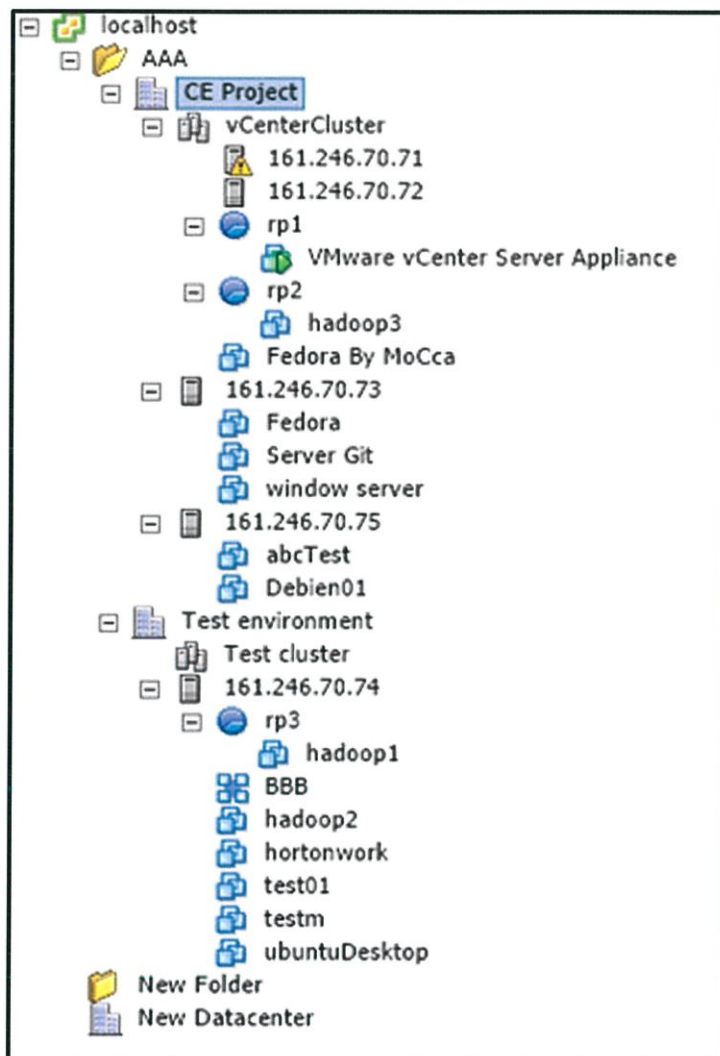 localhost
AAA
CE Project
vCenterCluster
161.246.70.71
161.246.70.72
rp1
VMware vCenter Server Appliance
rp2
hadoop3
Fedora By MoCca
161.246.70.73
Fedora
Server Git
window server
161.246.70.75
abcTest
Debien01
Test environment
Test cluster
161.246.70.74
rp3
hadoop1
BBB
hadoop2
hortonwork
test01
testm
ubuntuDesktop
New Folder
New Datacenter